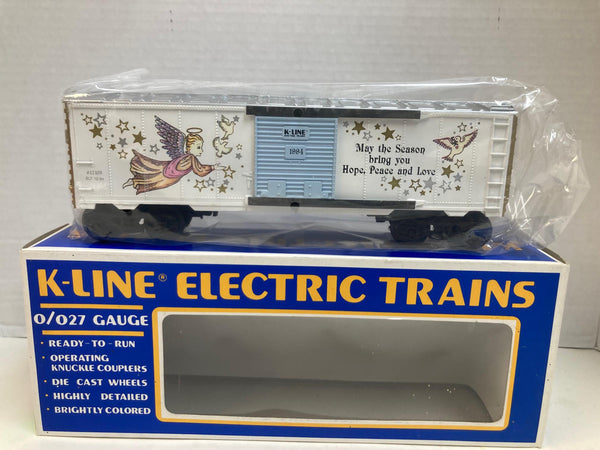 K-LINE
1994
May the Season
bring you
Hope, Peace and Love
K-LINE® ELECTRIC TRAINS
O/O27 GAUGE
• READY-TO-RUN
• OPERATING
KNUCKLE COUPLERS
• DIE CAST WHEELS
• HIGHLY DETAILED
• BRIGHTLY COLORED